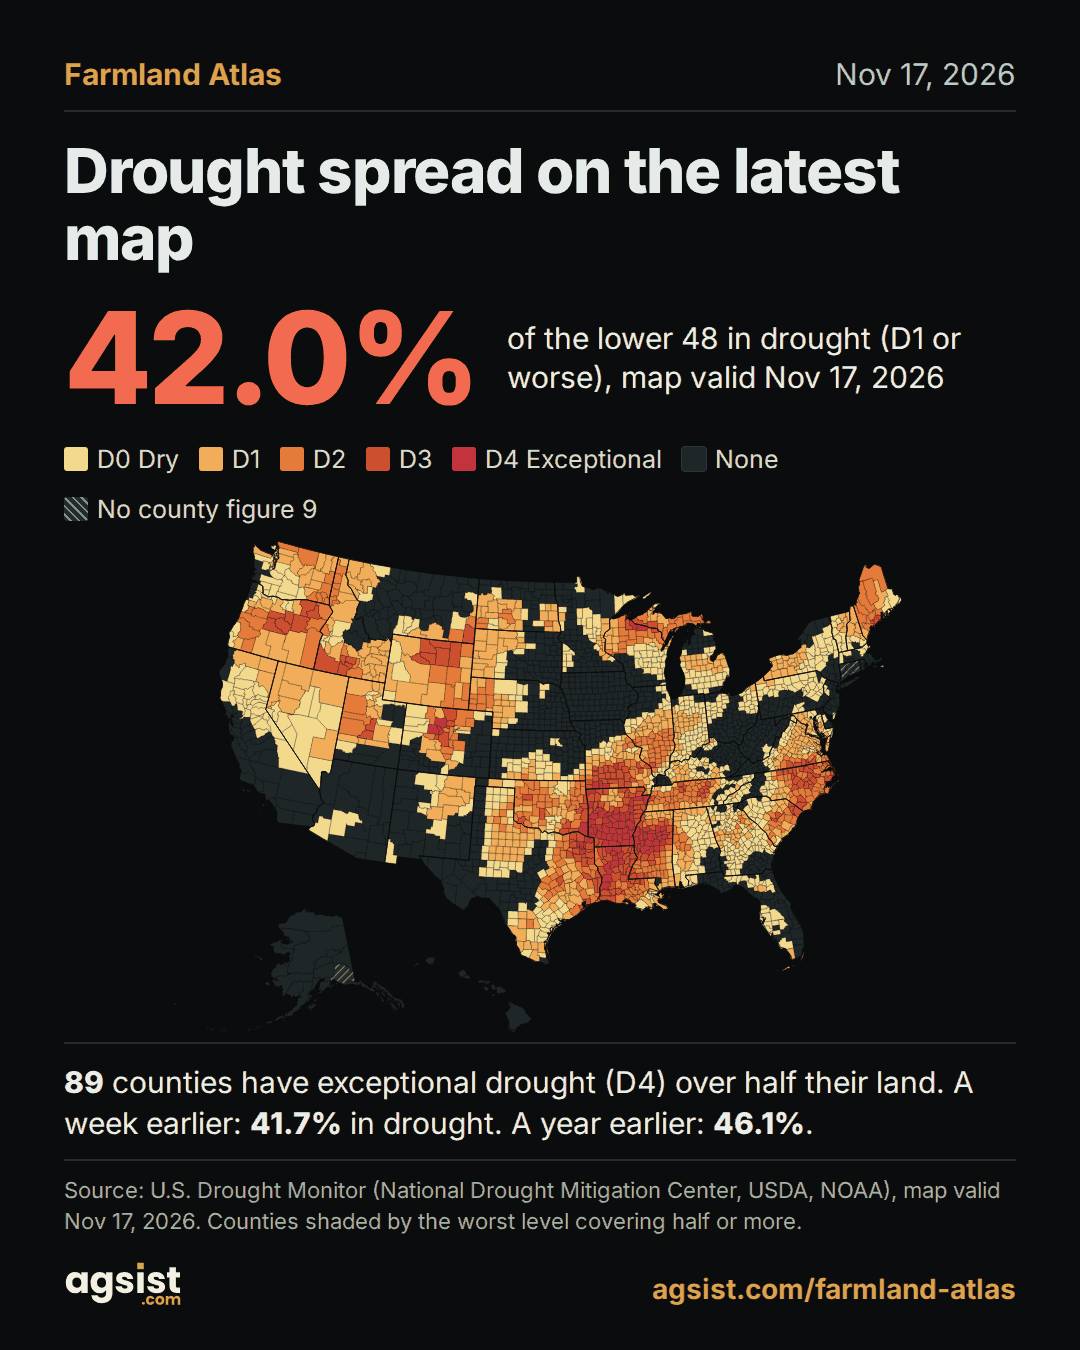 Farmland Atlas
Nov 17, 2026
Drought spread on the latest
map
42.0%
of the lower 48 in drought (D1 or
worse), map valid Nov 17, 2026
D0 Dry D1 D2 D3 D4 Exceptional None
No county figure 9
89 counties have exceptional drought (D4) over half their land. A
week earlier: 41.7% in drought. A year earlier: 46.1%.
Source: U.S. Drought Monitor (National Drought Mitigation Center, USDA, NOAA), map valid
Nov 17, 2026. Counties shaded by the worst level covering half or more.
agsist
.com
agsist.com/farmland-atlas